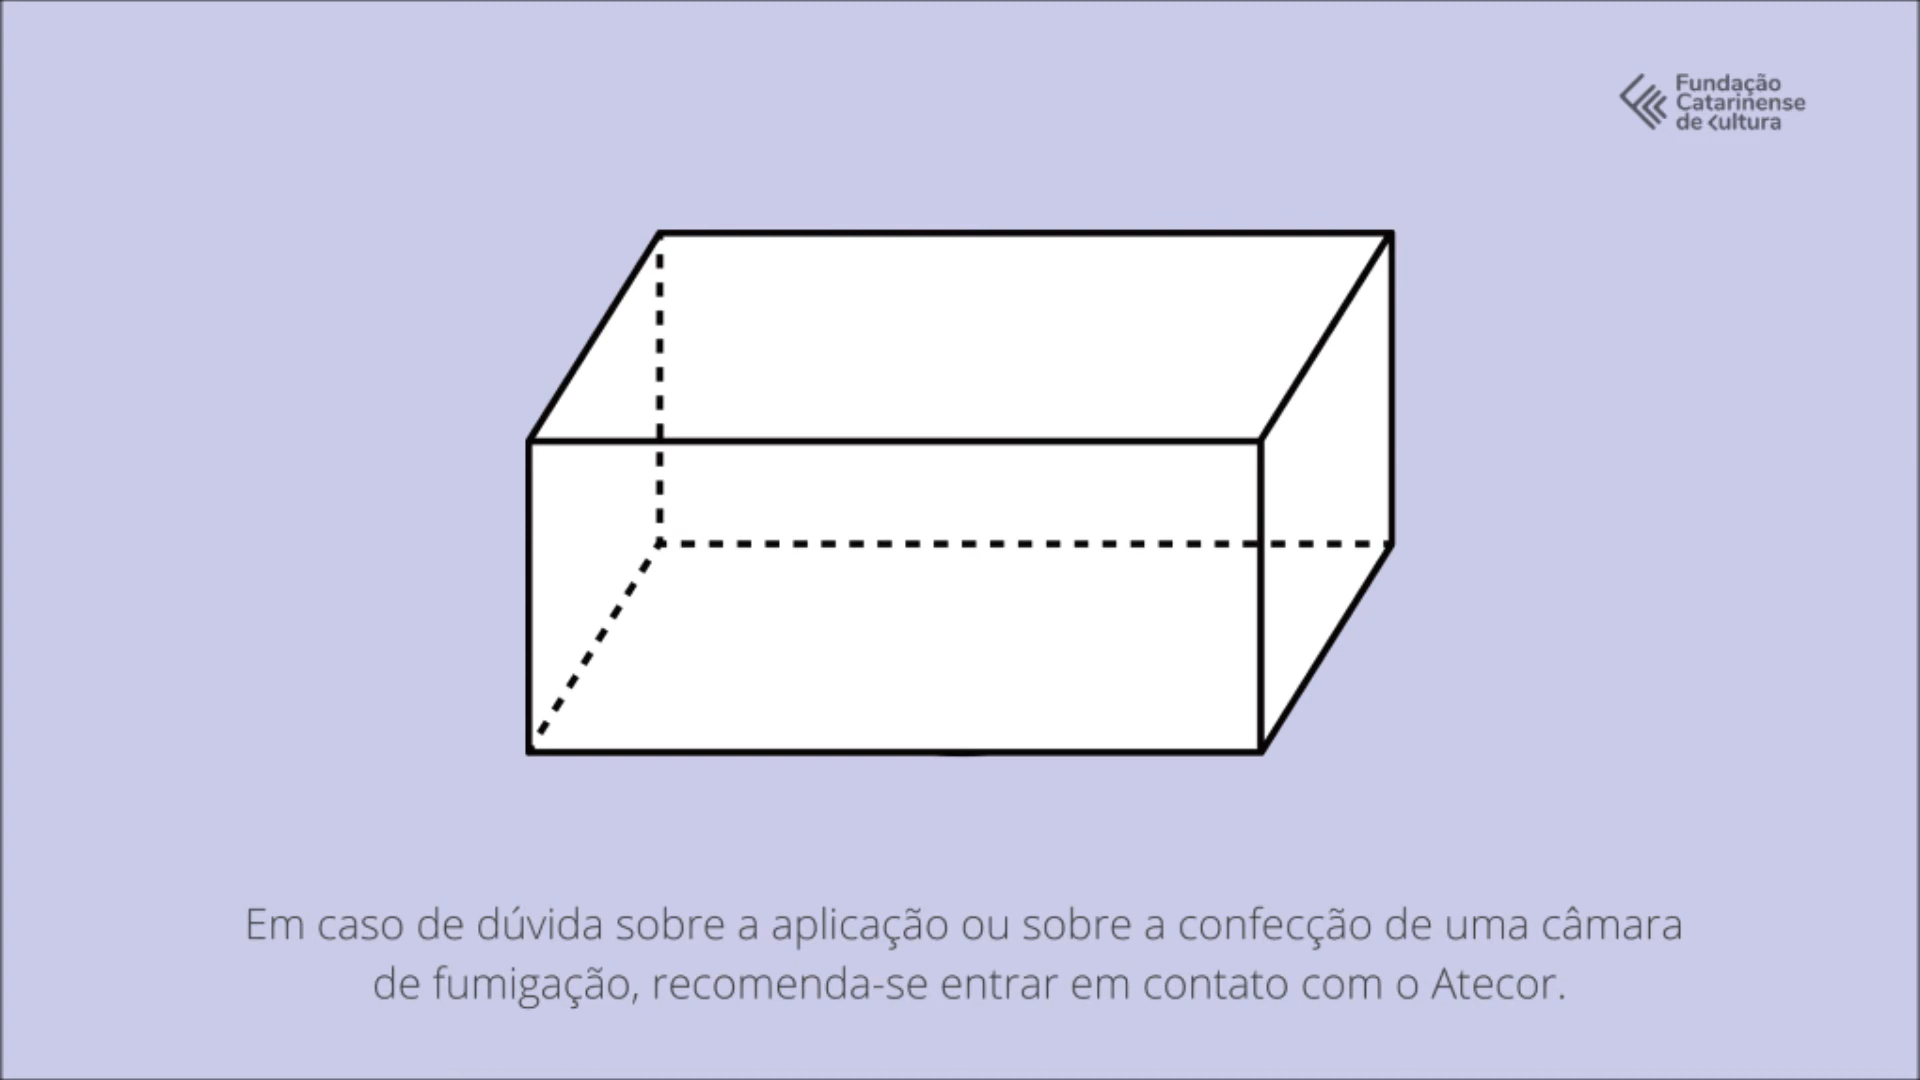 Fundação
Catarinense
de Cultura
Em caso de dúvida sobre a aplicação ou sobre a confecção de uma câmara
de fumigação, recomenda-se entrar em contato com o Atecor.